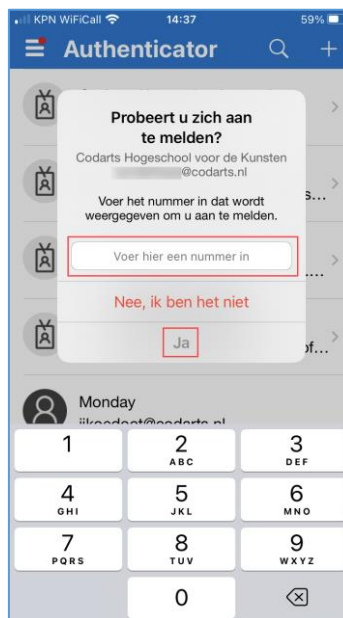 KPN WiFiCall 14:37 59%
Authenticator
Probeert u zich aan
te melden?
Codarts Hogeschool voor de Kunsten
@codarts.nl
Voer het nummer in dat wordt
weergegeven om u aan te melden.
s...
Voer hier een nummer in
...
Nee, ik ben het niet
Ja
of...
Monday
1
2 ABC
3 DEF
4 GHI
5 JKL
6 MNO
7 PQRS
8 TUV
9 WXYZ
0